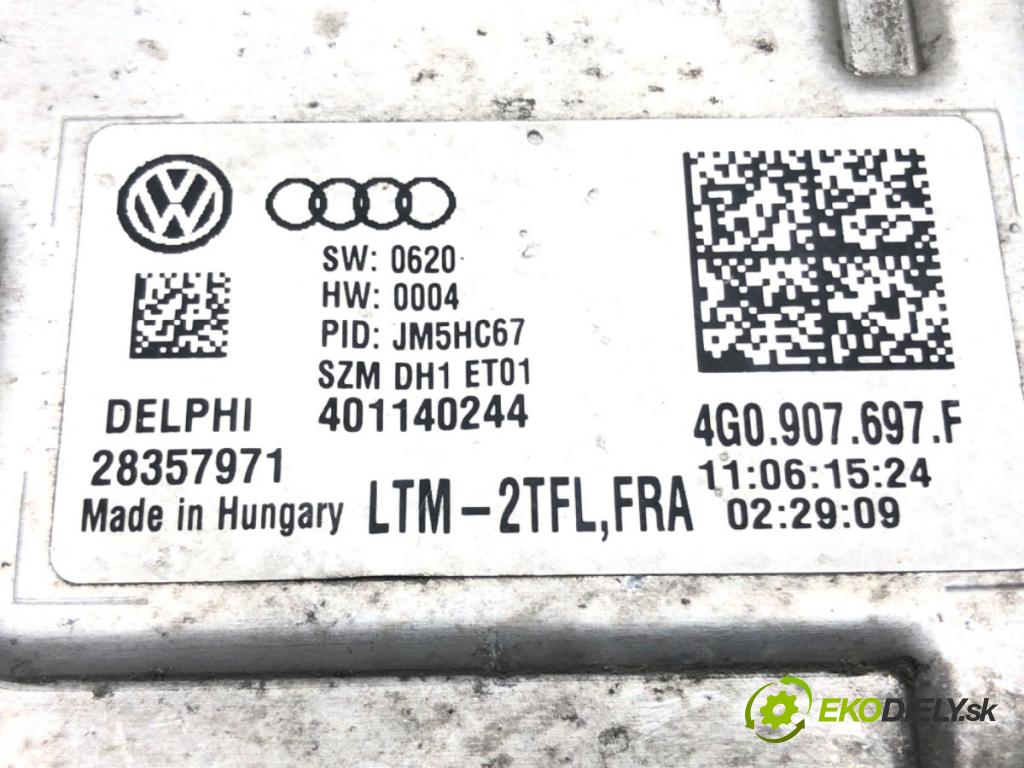 SW: 0620
HW: 0004
PID: JM5HC67
SZM DH1 ET01
401140244
DELPHI
28357971
Made in Hungary
LTM-2TFL,FRA
4G0.907.697.F
11:06:15:24
02:29:09
EKODIELY.sk